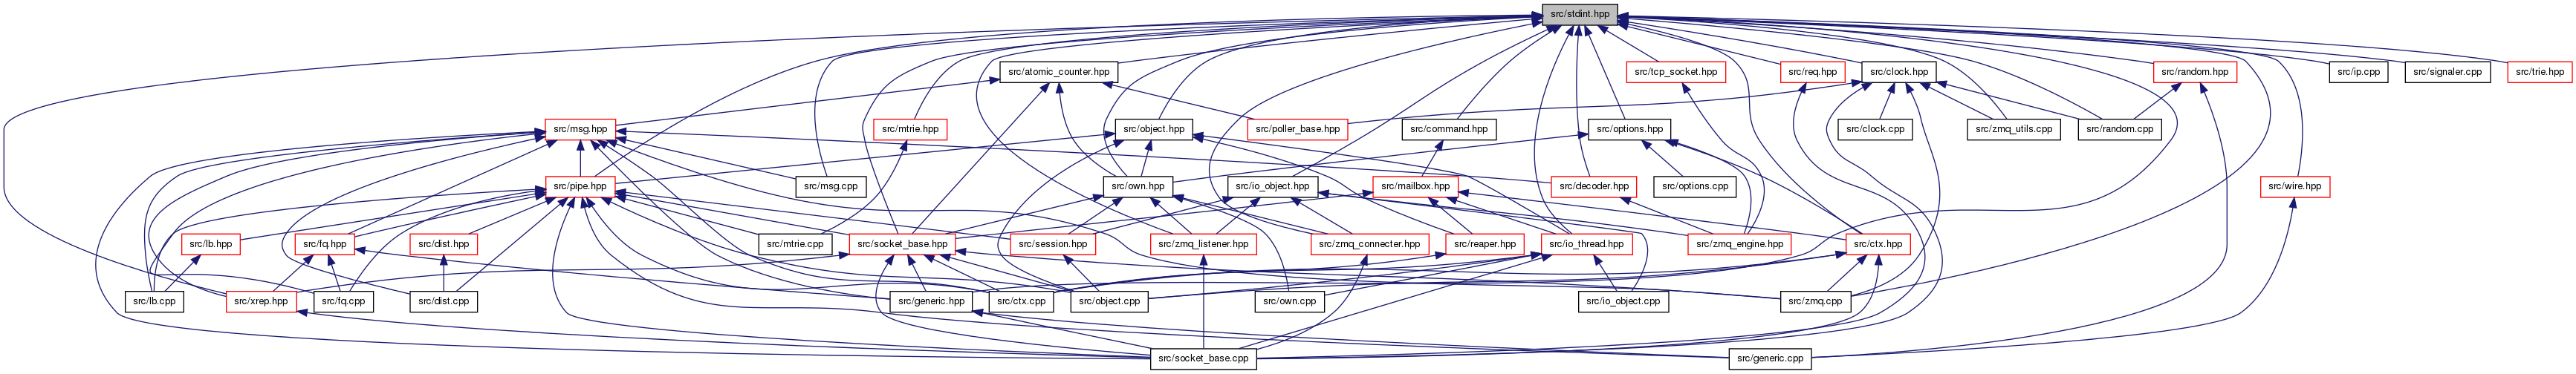 src/stdint.hpp
src/atomic_counter.hpp
src/tcp_socket.hpp
src/req.hpp
src/clock.hpp
src/random.hpp
src/ip.cpp
src/signaler.cpp
src/trie.hpp
src/msg.hpp
src/mtrie.hpp
src/object.hpp
src/poller_base.hpp
src/command.hpp
src/options.hpp
src/clock.cpp
src/zmq_utils.cpp
src/random.cpp
src/pipe.hpp
src/msg.cpp
src/own.hpp
src/io_object.hpp
src/mailbox.hpp
src/decoder.hpp
src/options.cpp
src/wire.hpp
src/lb.hpp
src/fq.hpp
src/dist.hpp
src/mtrie.cpp
src/socket_base.hpp
src/session.hpp
src/zmq_listener.hpp
src/zmq_connecter.hpp
src/reaper.hpp
src/io_thread.hpp
src/zmq_engine.hpp
src/ctx.hpp
src/lb.cpp
src/xrep.hpp
src/fq.cpp
src/dist.cpp
src/generic.hpp
src/ctx.cpp
src/object.cpp
src/own.cpp
src/io_object.cpp
src/zmq.cpp
src/socket_base.cpp
src/generic.cpp